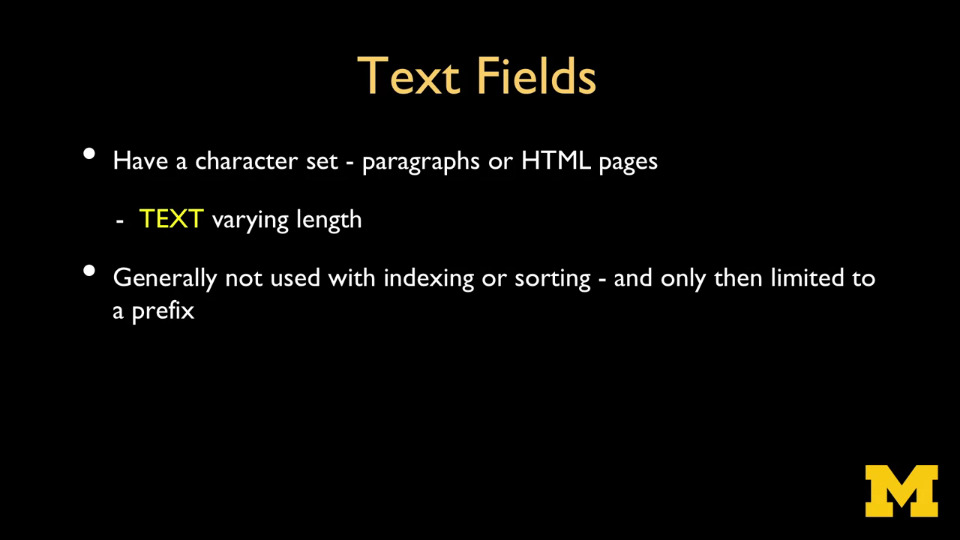 Text Fields
• Have a character set - paragraphs or HTML pages
- TEXT varying length
• Generally not used with indexing or sorting - and only then limited to
a prefix
M